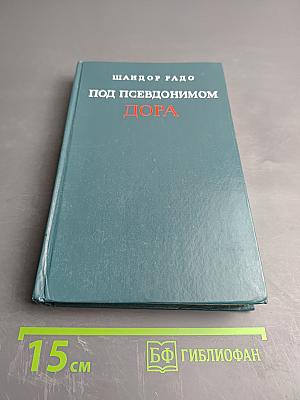 ШАНДОР РАДО
ПОД ПСЕВДОНИМОМ
ДОРА
15 см
БФ ГИБЛИОФАН